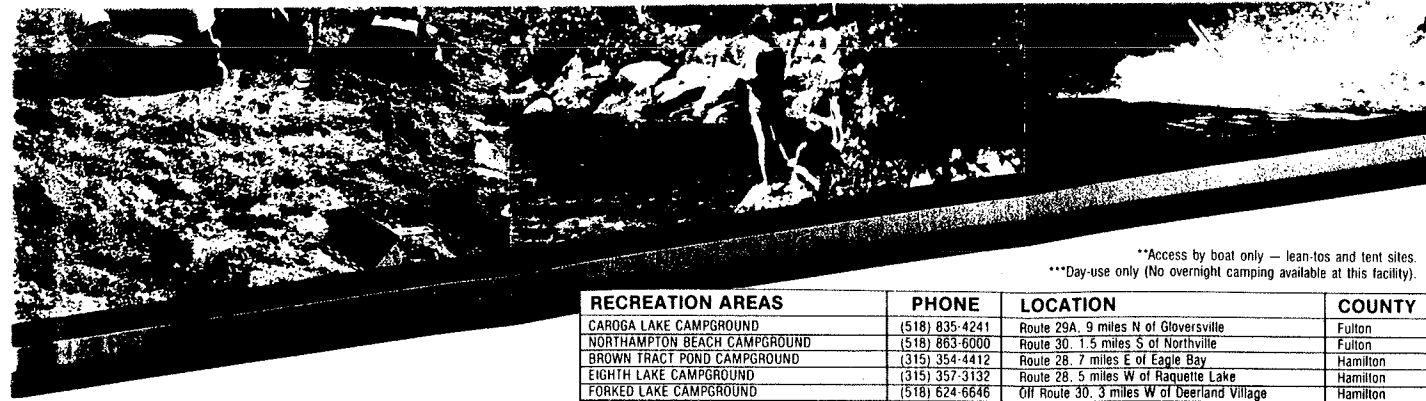 **Access by boat only — lean-tos and tent sites.
***Day-use only (No overnight camping available at this facility).
RECREATION AREAS PHONE LOCATION COUNTY
CAROGA LAKE CAMPGROUND (518) 835-4241 Route 29A, 9 miles N of Gloversville Fulton
NORTHAMPTON BEACH CAMPGROUND (518) 863-6000 Route 30, 1.5 miles S of Northville Fulton
BROWN TRACT POND CAMPGROUND (315) 354-4412 Route 28, 7 miles E of Eagle Bay Hamilton
EIGHTH LAKE CAMPGROUND (315) 357-3132 Route 28, 5 miles W of Raquette Lake Hamilton
FORKED LAKE CAMPGROUND (518) 624-6646 Off Route 30, 3 miles W of Deerland Village Hamilton